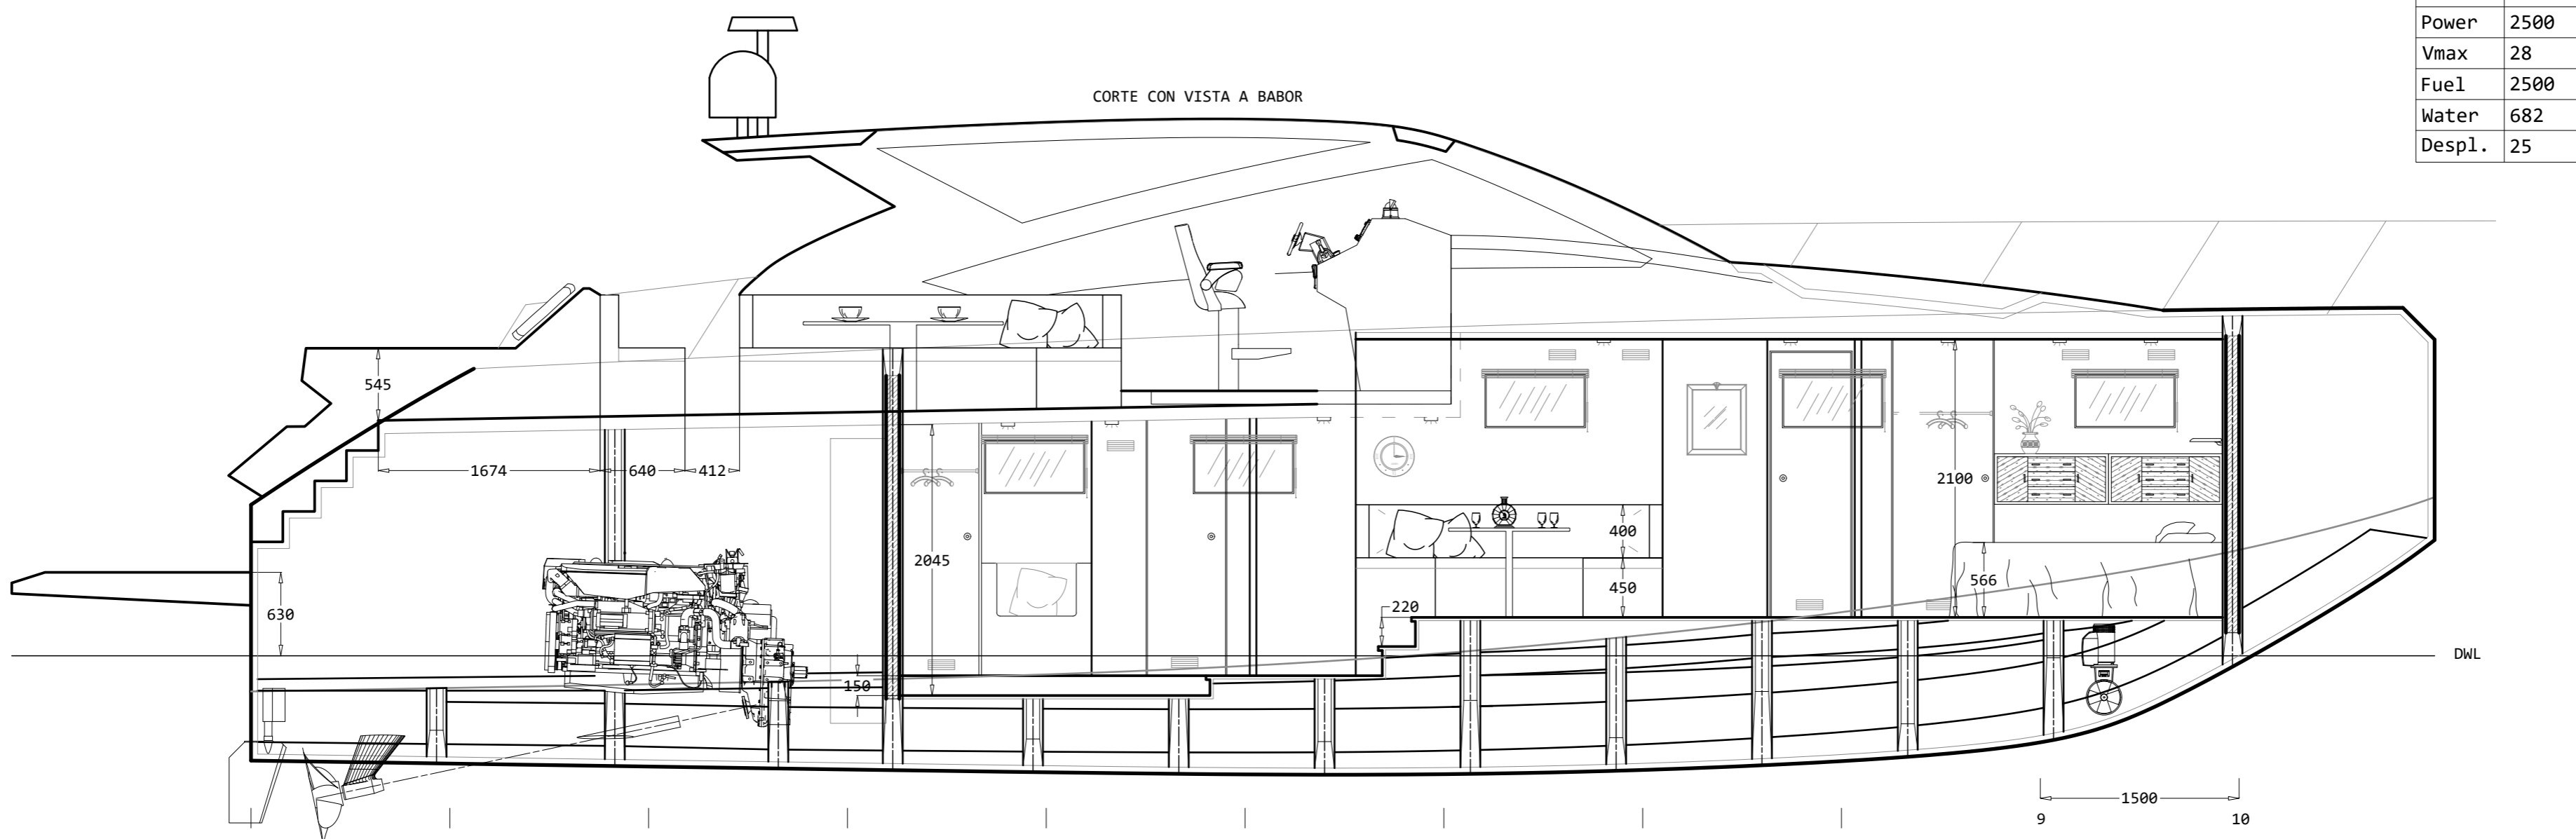 Power 2500
Vmax 28
Fuel 2500
Water 682
Despl. 25
CORTE CON VISTA A BABOR
545
1674
640
412
2045
2100
400
450
566
220
630
150
DWL
1500
9
10